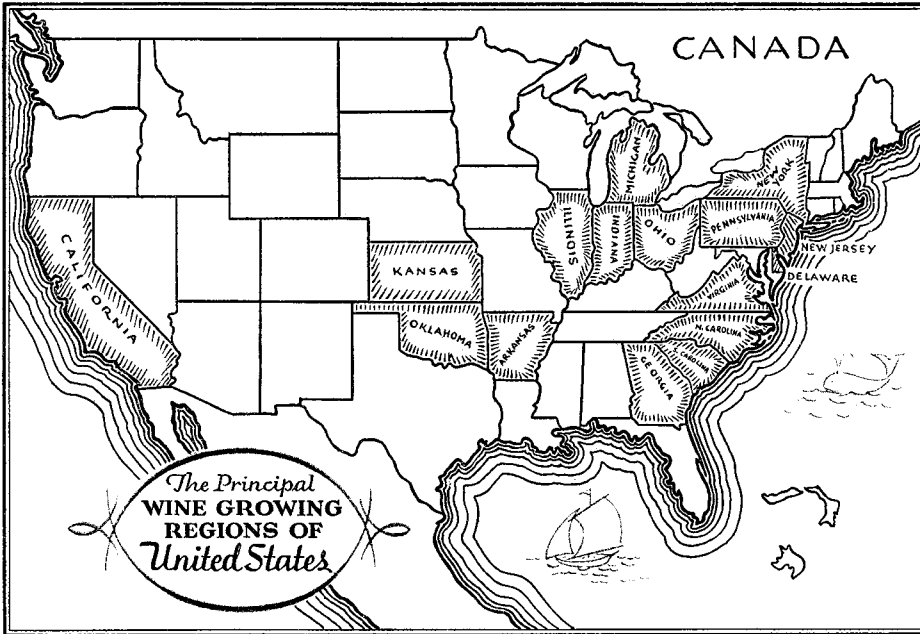 CANADA
MICHIGAN
NEW YORK
CALIFORNIA
KANSAS
ILLINOIS
INDIANA
OHIO
PENNSYLVANIA
NEW JERSEY
DELAWARE
VIRGINIA
OKLAHOMA
ARKANSAS
N. CAROLINA
S. CAROLINA
GEORGIA
The Principal
WINE GROWING
REGIONS OF
United States